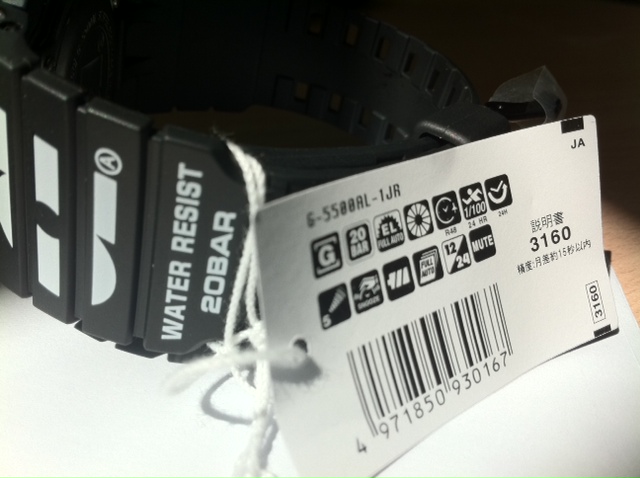 WATER RESIST
20BAR
JA
G-5500AL-1JR
G
20 BAR
EL FULL AUTO
R48
1/100
24 HR
24H
5
FULL AUTO
12/24
MUTE
説明書
3160
精度:月差約15秒以内
3160
4 971850 930167